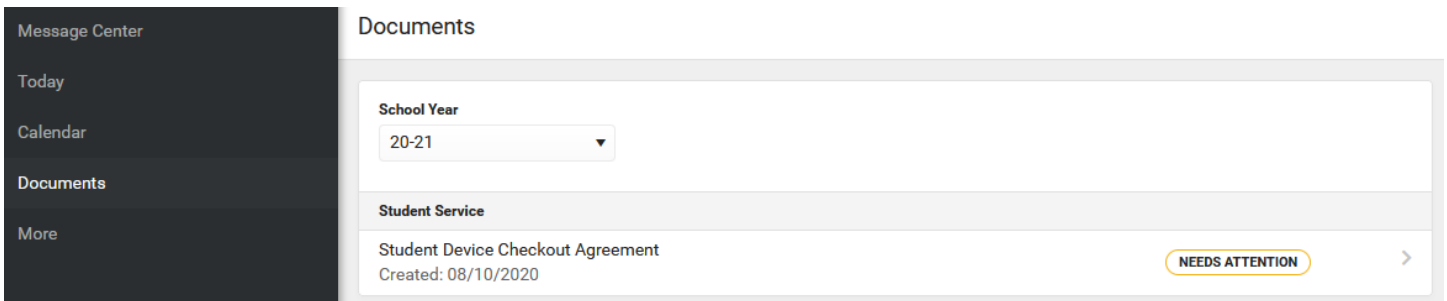 Message Center
Today
Calendar
Documents
More
Documents
School Year
20-21
Student Service
Student Device Checkout Agreement
Created: 08/10/2020
NEEDS ATTENTION